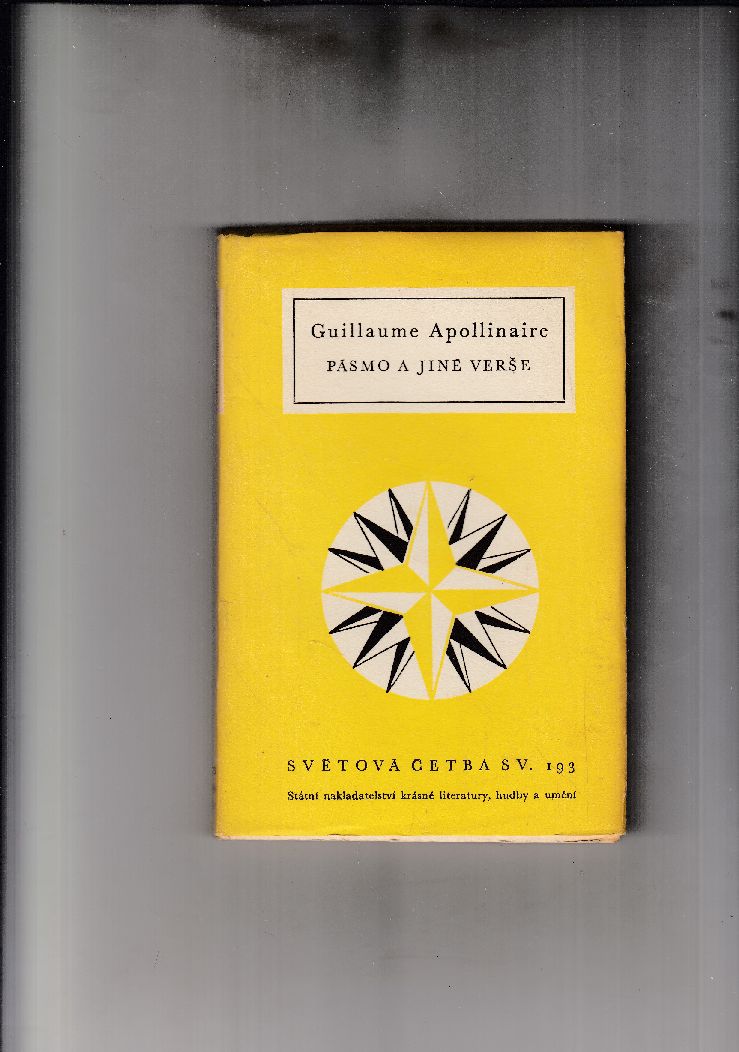 Guillaume Apollinaire
PÁSMO A JINÉ VERŠE
SVĚTOVÁ ČETBA SV. 193
Státní nakladatelství krásné literatury, hudby a umění